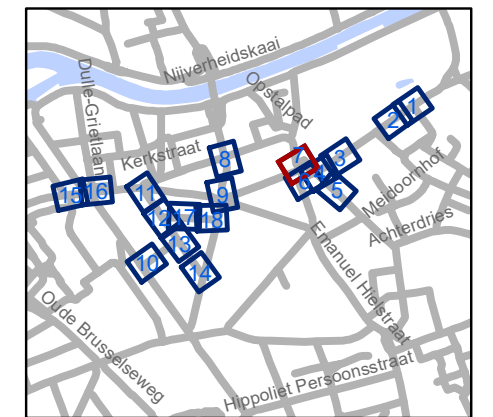 Nijverheidskaai
Dulle-Grietlaan
Opstalpad
Kerkstraat
1
2
3
7
8
Meidoornhof
6
5
15
16
11
9
12
17
18
Achterdries
13
10
14
Emanuel Hielstraat
Oude Brusselseweg
Hippoliet Persoonsstraat